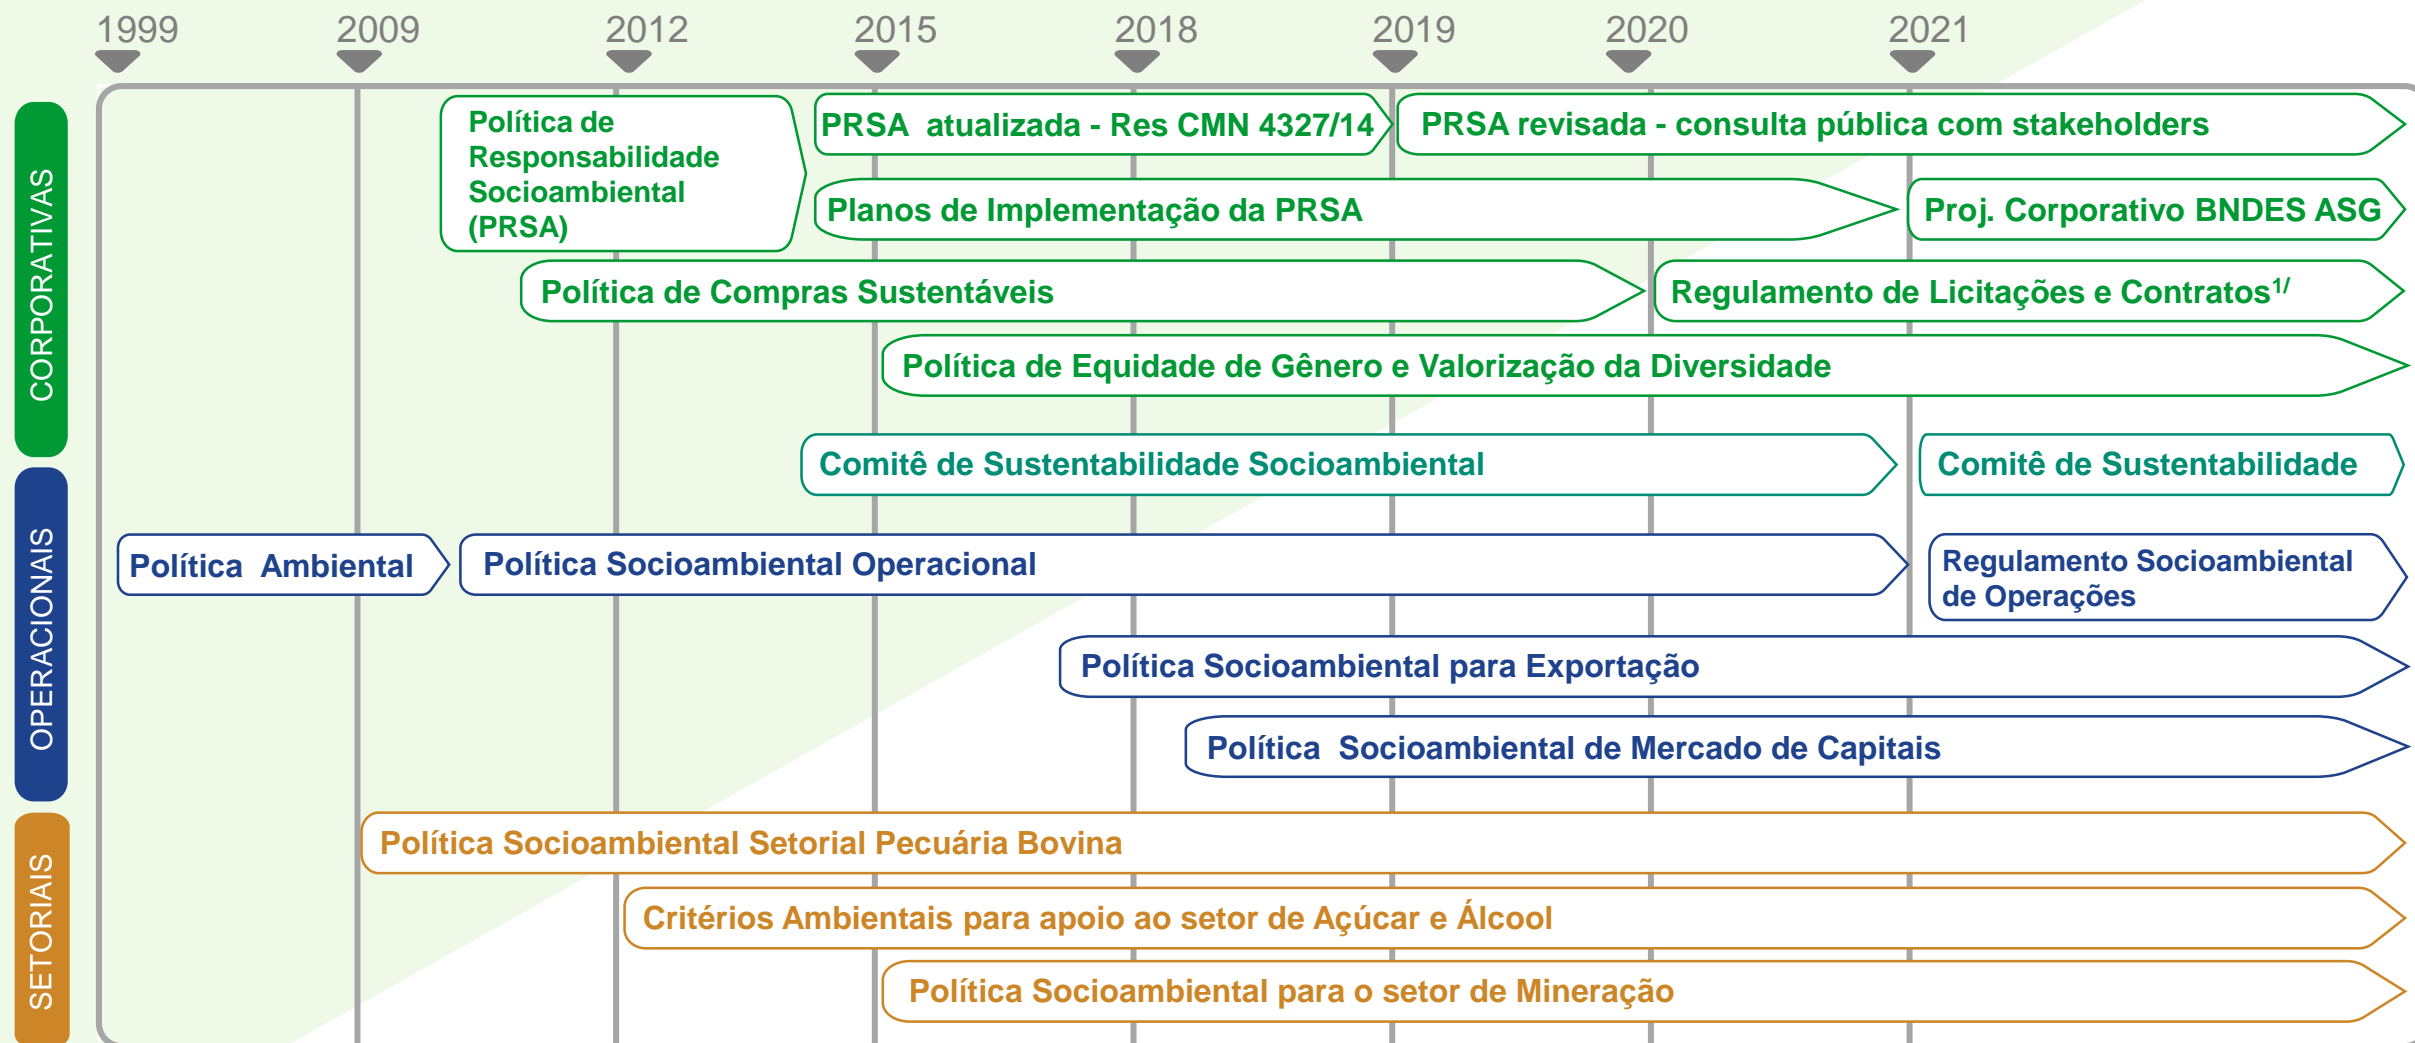 1999 2009 2012 2015 2018 2019 2020 2021
CORPORATIVAS
Política de
Responsabilidade
Socioambiental
(PRSA)
PRSA atualizada - Res CMN 4327/14
PRSA revisada - consulta pública com stakeholders
Planos de Implementação da PRSA
Proj. Corporativo BNDES ASG
Política de Compras Sustentáveis
Regulamento de Licitações e Contratos1/
Política de Equidade de Gênero e Valorização da Diversidade
Comitê de Sustentabilidade Socioambiental
Comitê de Sustentabilidade
OPERACIONAIS
Política Ambiental
Política Socioambiental Operacional
Regulamento Socioambiental
de Operações
Política Socioambiental para Exportação
Política Socioambiental de Mercado de Capitais
SETORIAIS
Política Socioambiental Setorial Pecuária Bovina
Critérios Ambientais para apoio ao setor de Açúcar e Álcool
Política Socioambiental para o setor de Mineração